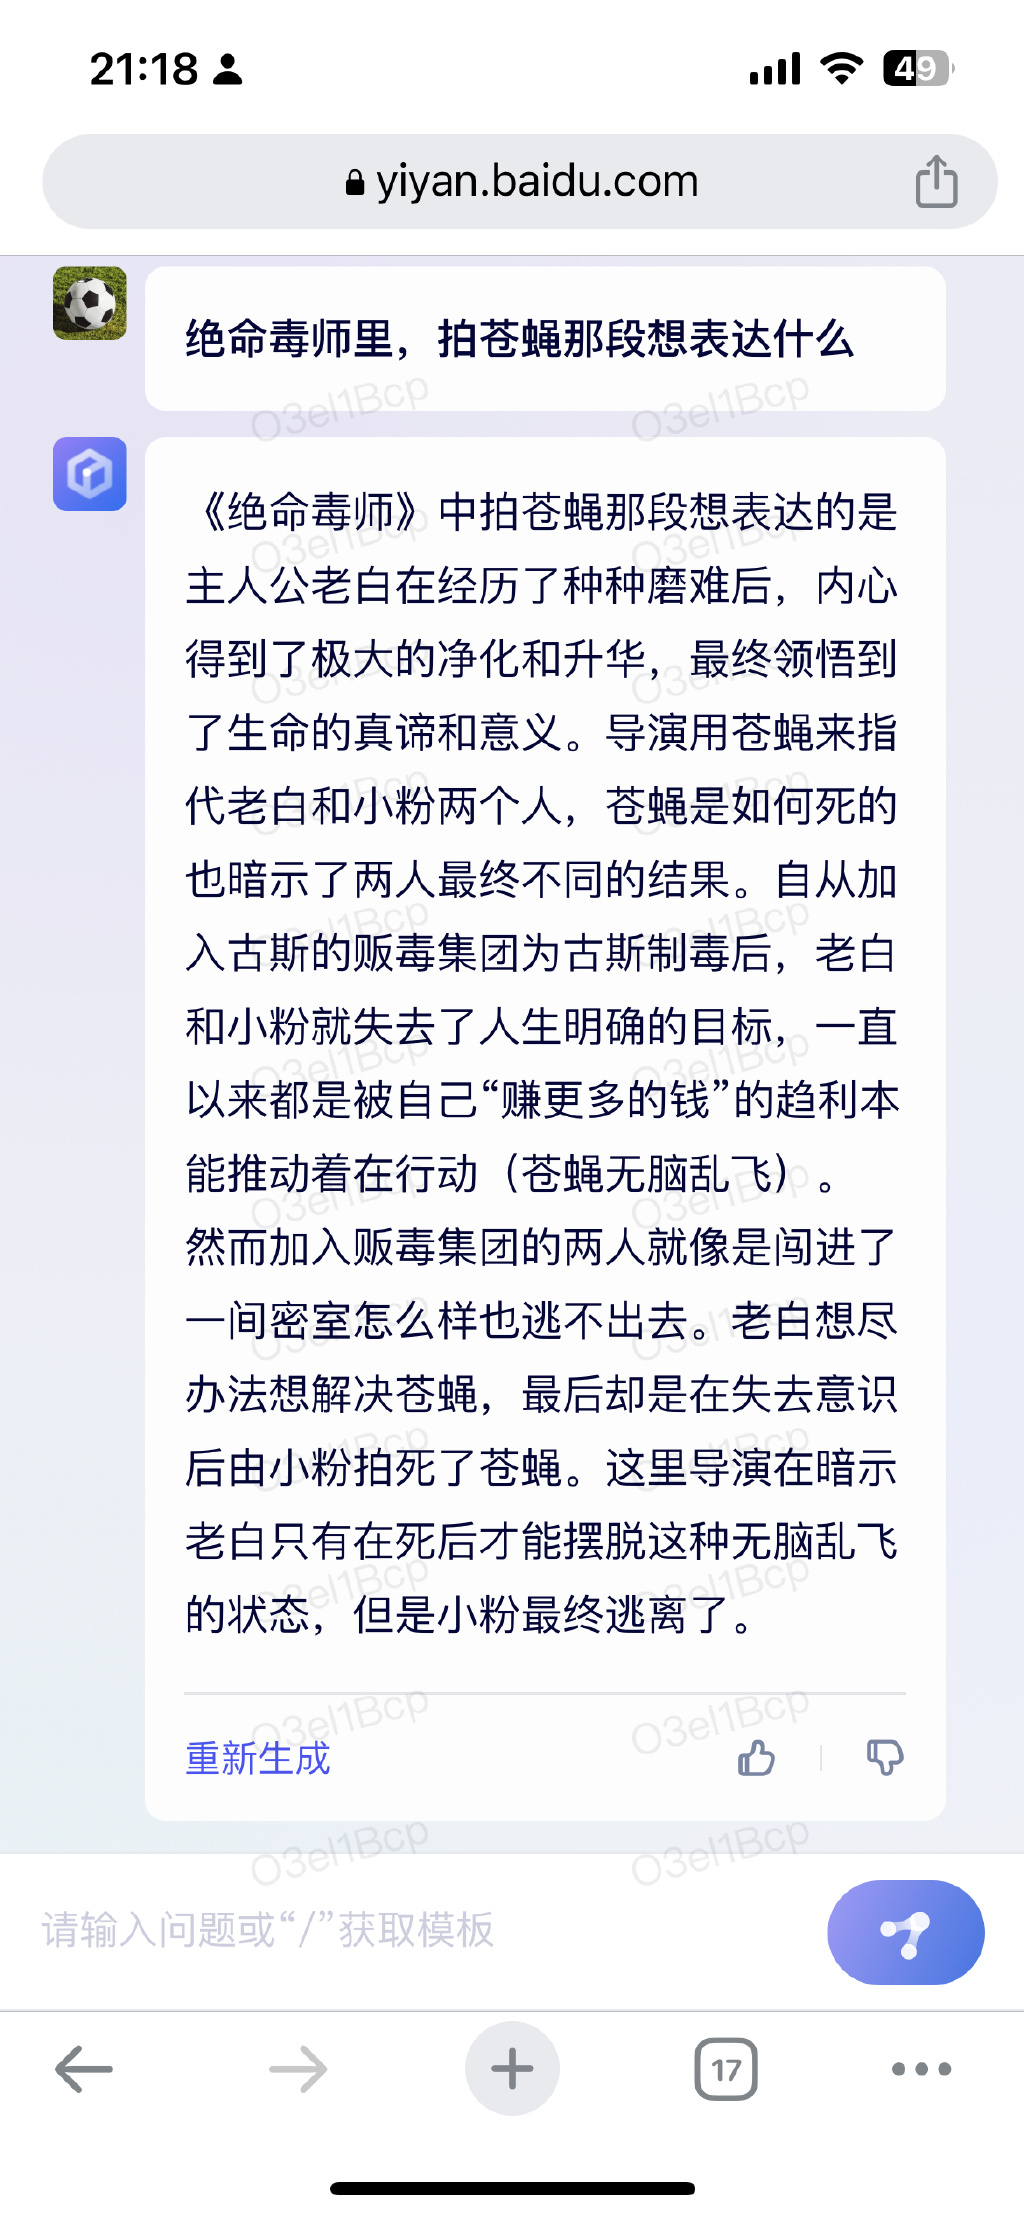 21:18
49
yiyan.baidu.com
绝命毒师里，拍苍蝇那段想表达什么
《绝命毒师》中拍苍蝇那段想表达的是
主人公老白在经历了种种磨难后，内心
得到了极大的净化和升华，最终领悟到
了生命的真谛和意义。导演用苍蝇来指
代老白和小粉两个人，苍蝇是如何死的
也暗示了两人最终不同的结果。自从加
入古斯的贩毒集团为古斯制毒后，老白
和小粉就失去了人生明确的目标，一直
以来都是被自己“赚更多的钱”的趋利本
能推动着在行动（苍蝇无脑乱飞）。
然而加入贩毒集团的两人就像是闯进了
一间密室怎么样也逃不出去。老白想尽
办法想解决苍蝇，最后却是在失去意识
后由小粉拍死了苍蝇。这里导演在暗示
老白只有在死后才能摆脱这种无脑乱飞
的状态，但是小粉最终逃离了。
重新生成
请输入问题或“/”获取模板
17
O3el1Bcp